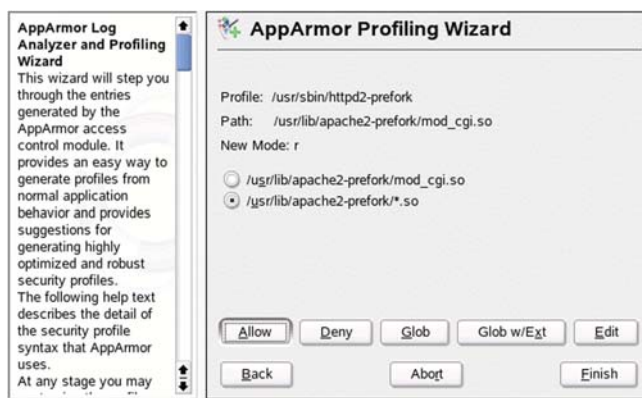 AppArmor Log
Analyzer and Profiling
Wizard
This wizard will step you
through the entries
generated by the
AppArmor access
control module. It
provides an easy way to
generate profiles from
normal application
behavior and provides
suggestions for
generating highly
optimized and robust
security profiles.
The following help text
describes the detail of
the security profile
syntax that AppArmor
uses.
At any stage you may
AppArmor Profiling Wizard
Profile: /usr/sbin/httpd2-prefork
Path: /usr/lib/apache2-prefork/mod_cgi.so
New Mode: r
/usr/lib/apache2-prefork/mod_cgi.so
/usr/lib/apache2-prefork/*.so
Allow Deny Glob Glob w/Ext Edit
Back Abort Finish